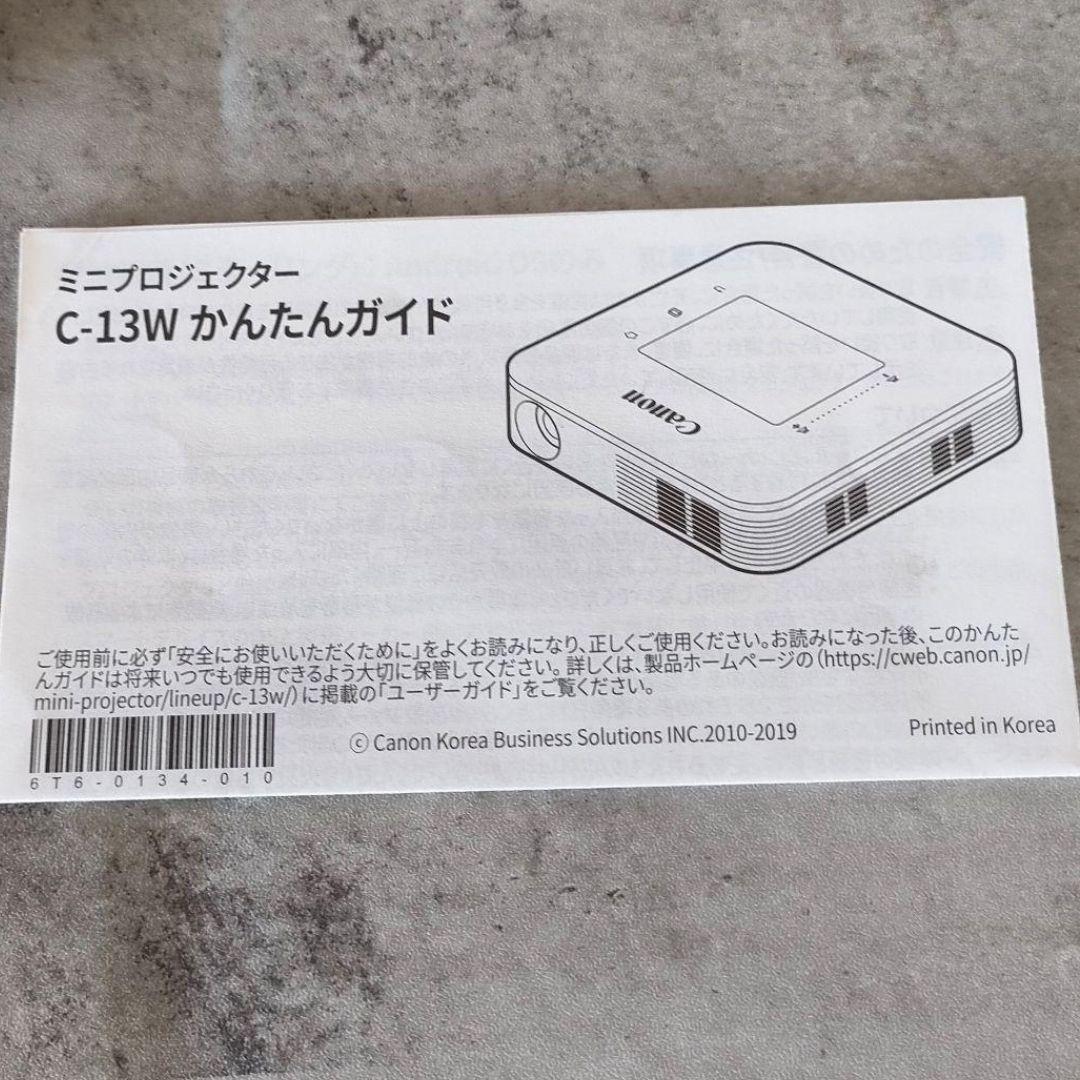 ミニプロジェクター
C-13W かんたんガイド
Canon
ご使用前に必ず「安全にお使いいただくために」をよくお読みになり、正しくご使用ください。お読みになった後、このかんた
んガイドは将来いつでも使用できるよう大切に保管してください。詳しくは、製品ホームページの（https://cweb.canon.jp/
mini-projector/lineup/c-13w/）に掲載の「ユーザーガイド」をご覧ください。
6T6-0134-010
© Canon Korea Business Solutions INC.2010-2019
Printed in Korea